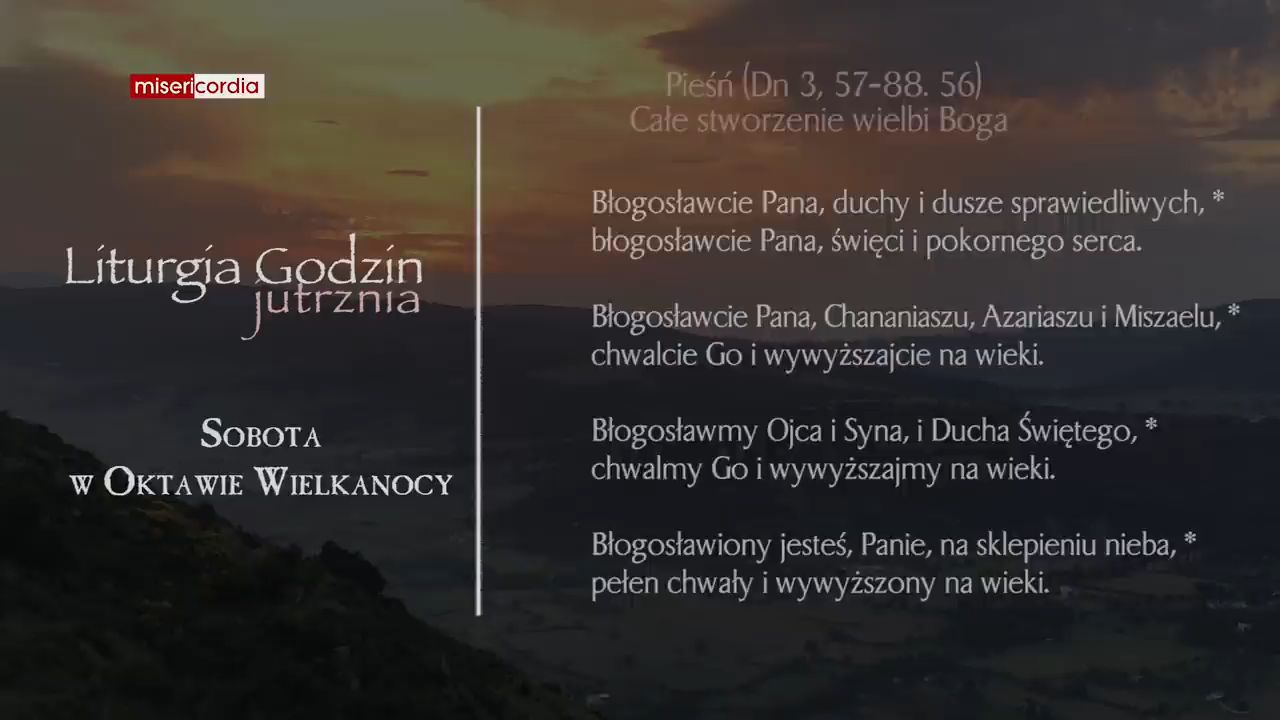 misericordia
Liturgia Godzin
jutrznia
Sobota
w Oktawie Wielkanocy
Pieśń (Dn 3, 57-88. 56)
Całe stworzenie wielbi Boga
Błogosławcie Pana, duchy i dusze sprawiedliwych, *
błogosławcie Pana, święci i pokornego serca.
Błogosławcie Pana, Chananiaszu, Azariaszu i Miszaelu, *
chwalcie Go i wywyższajcie na wieki.
Błogosławmy Ojca i Syna, i Ducha Świętego, *
chwalmy Go i wywyższajmy na wieki.
Błogosławiony jesteś, Panie, na sklepieniu nieba, *
pełen chwały i wywyższony na wieki.